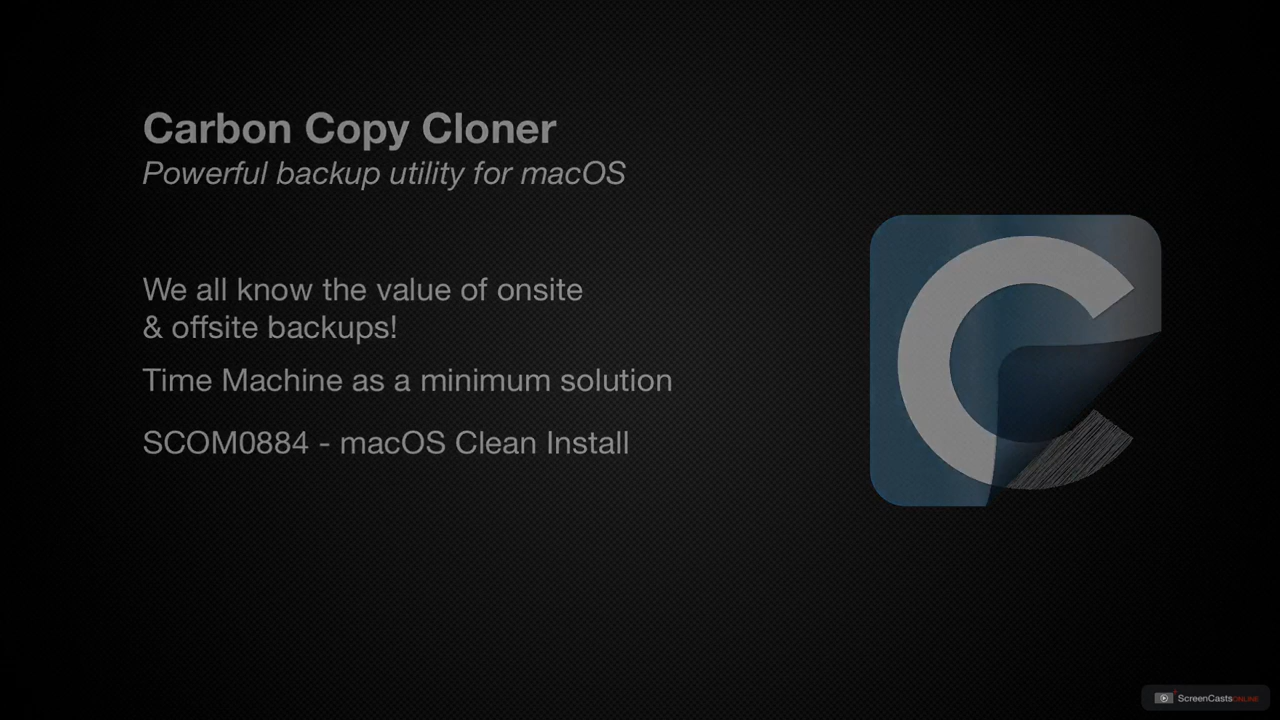 Carbon Copy Cloner
Powerful backup utility for macOS
We all know the value of onsite
& offsite backups!
Time Machine as a minimum solution
SCOM0884 - macOS Clean Install
ScreenCastsONLINE